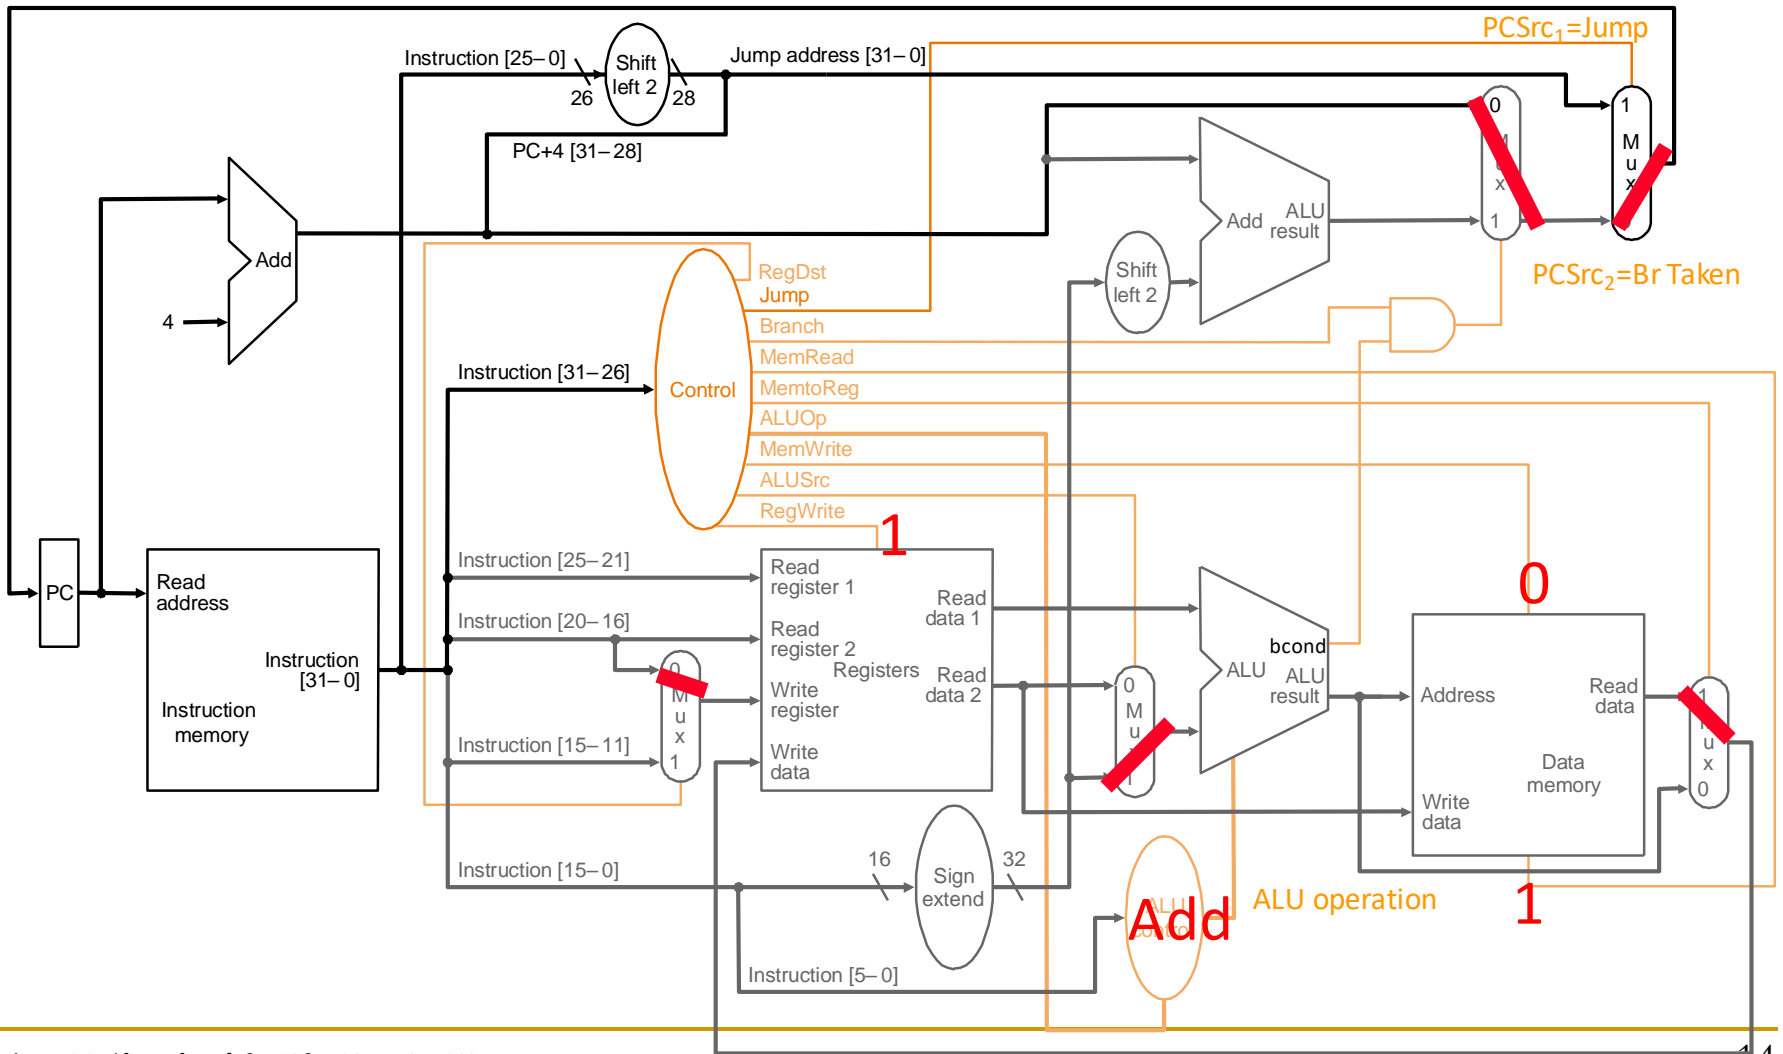 PCSrc1=Jump
Instruction [25–0]
Shift
left 2
Jump address [31–0]
26
28
PC+4 [31–28]
0
M
u
x
1
1
M
u
x
Add
ALU
result
Add
4
Shift
left 2
PCSrc2=Br Taken
RegDst
Jump
Branch
MemRead
MemtoReg
ALUOp
MemWrite
ALUSrc
RegWrite
Control
Instruction [31–26]
1
0
PC
Read
address
Instruction
[31–0]
Instruction
memory
Instruction [25–21]
Instruction [20–16]
Instruction [15–11]
Instruction [15–0]
Instruction [5–0]
0
M
u
x
1
Read
register 1
Read
register 2
Write
register
Write
data
Registers
Read
data 1
Read
data 2
0
M
u
1
bcond
ALU
ALU
result
Address
Read
data
Data
memory
Write
data
1
u
x
0
16
Sign
extend
32
ALU
control
Add
ALU operation
1